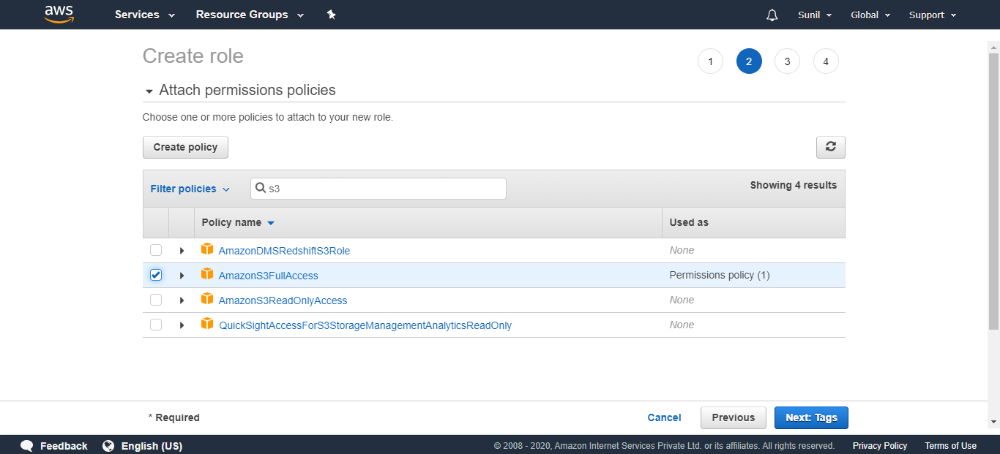 aws Services Resource Groups Sunil Global Support
Create role
1 2 3 4
Attach permissions policies
Choose one or more policies to attach to your new role.
Create policy
Filter policies s3 Showing 4 results
Policy name Used as
AmazonDMSRedshiftS3Role None
AmazonS3FullAccess Permissions policy (1)
AmazonS3ReadOnlyAccess None
QuickSightAccessForS3StorageManagementAnalyticsReadOnly None
* Required Cancel Previous Next: Tags
Feedback English (US) © 2008 - 2020, Amazon Internet Services Private Ltd. or its affiliates. All rights reserved. Privacy Policy Terms of Use